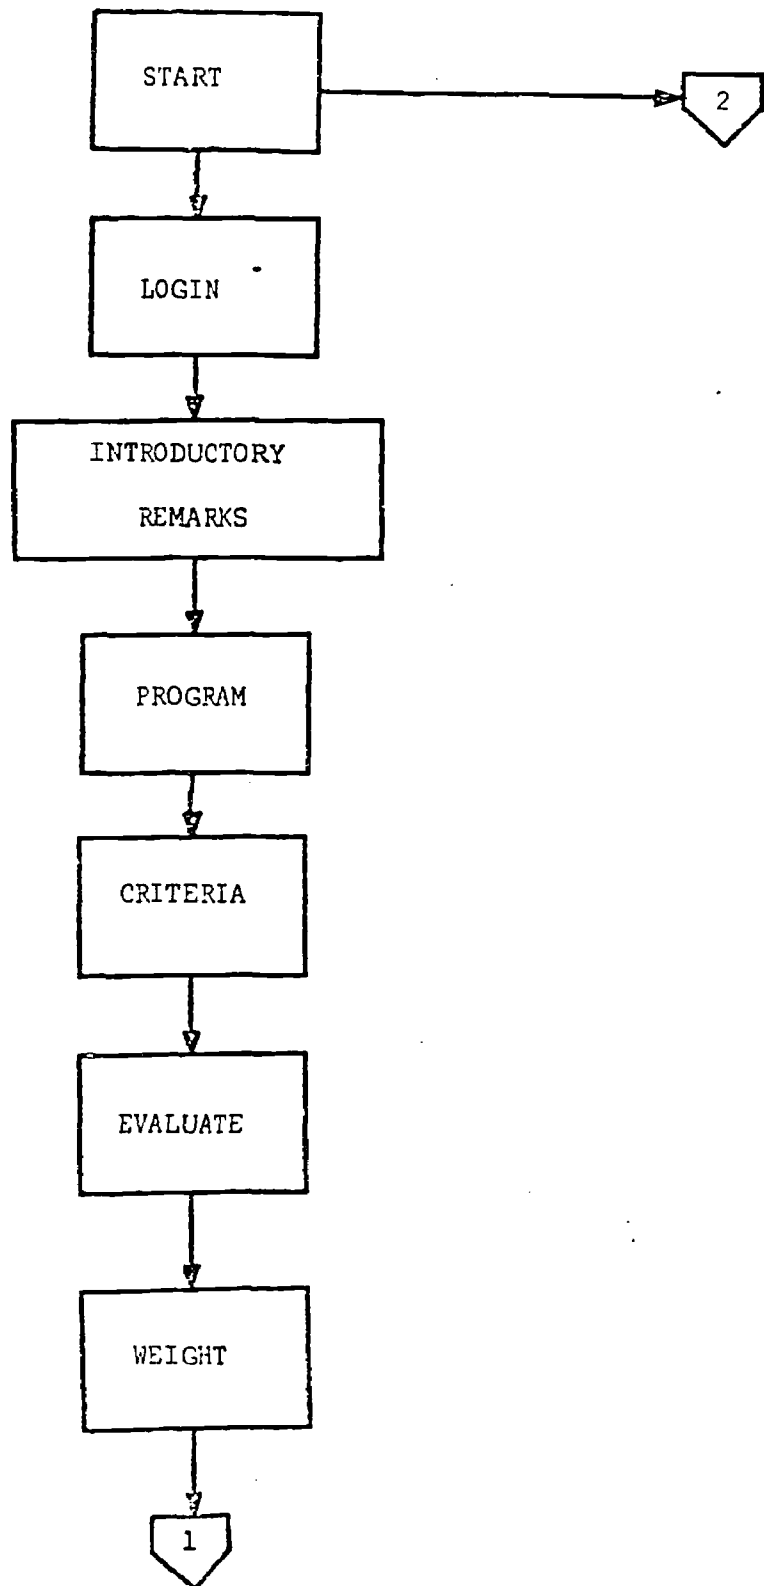 START
2
LOGIN
INTRODUCTORY
REMARKS
PROGRAM
CRITERIA
EVALUATE
WEIGHT
1